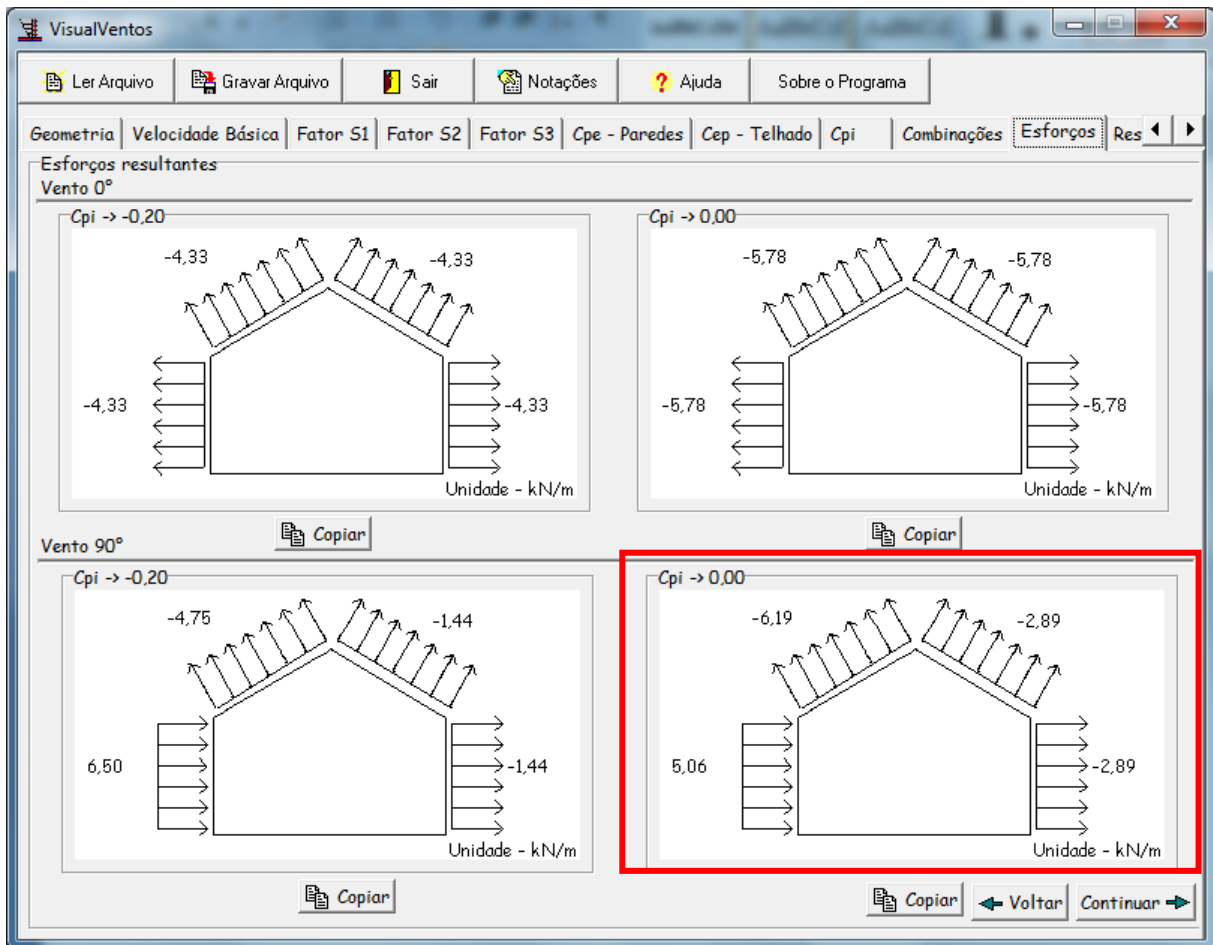 VisualVentos
Ler Arquivo Gravar Arquivo Sair Notações Ajuda Sobre o Programa
Geometria Velocidade Básica Fator S1 Fator S2 Fator S3 Cpe - Paredes Cep - Telhado Cpi Combinações Esforços Res
Esforços resultantes
Vento 0°
Cpi -> -0,20
-4,33 -4,33
-4,33 -4,33
Unidade - kN/m
Copiar
Cpi -> 0,00
-5,78 -5,78
-5,78 -5,78
Unidade - kN/m
Copiar
Vento 90°
Cpi -> -0,20
-4,75 -1,44
6,50 -1,44
Unidade - kN/m
Copiar
Cpi -> 0,00
-6,19 -2,89
5,06 -2,89
Unidade - kN/m
Copiar Voltar Continuar